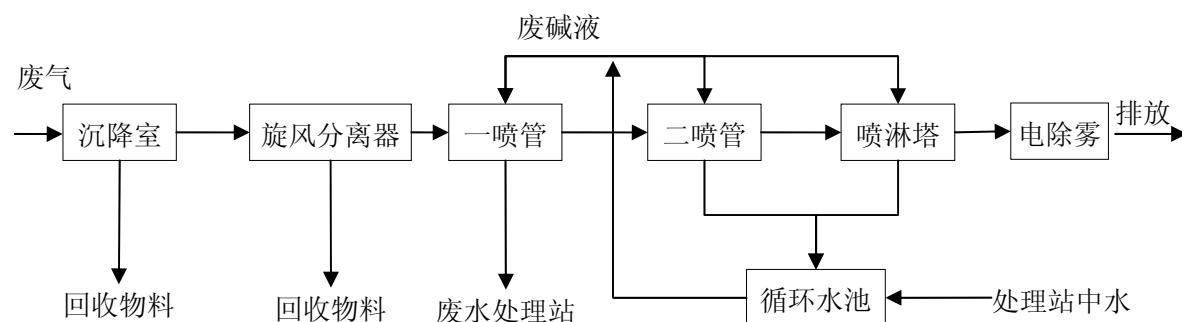 废碱液
废气
沉降室
旋风分离器
一喷管
二喷管
喷淋塔
电除雾
排放
回收物料
回收物料
废水处理站
循环水池
处理站中水